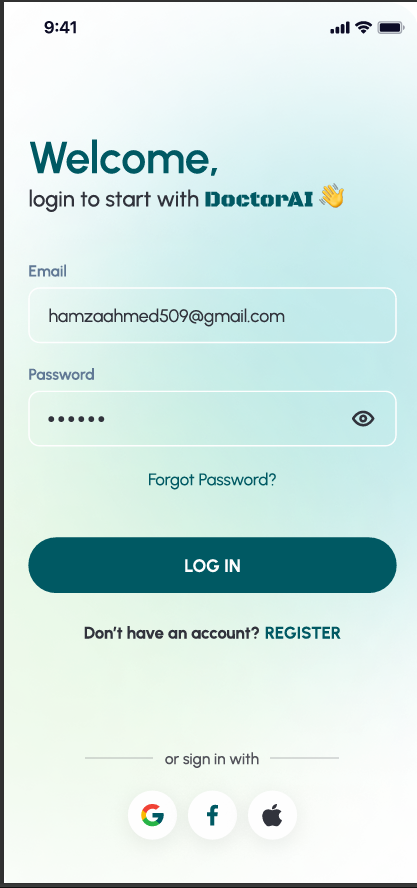 9:41
Welcome,
login to start with DoctorAI 👋
Email
hamzaahmed509@gmail.com
Password
••••••
Forgot Password?
LOG IN
Don't have an account? REGISTER
or sign in with